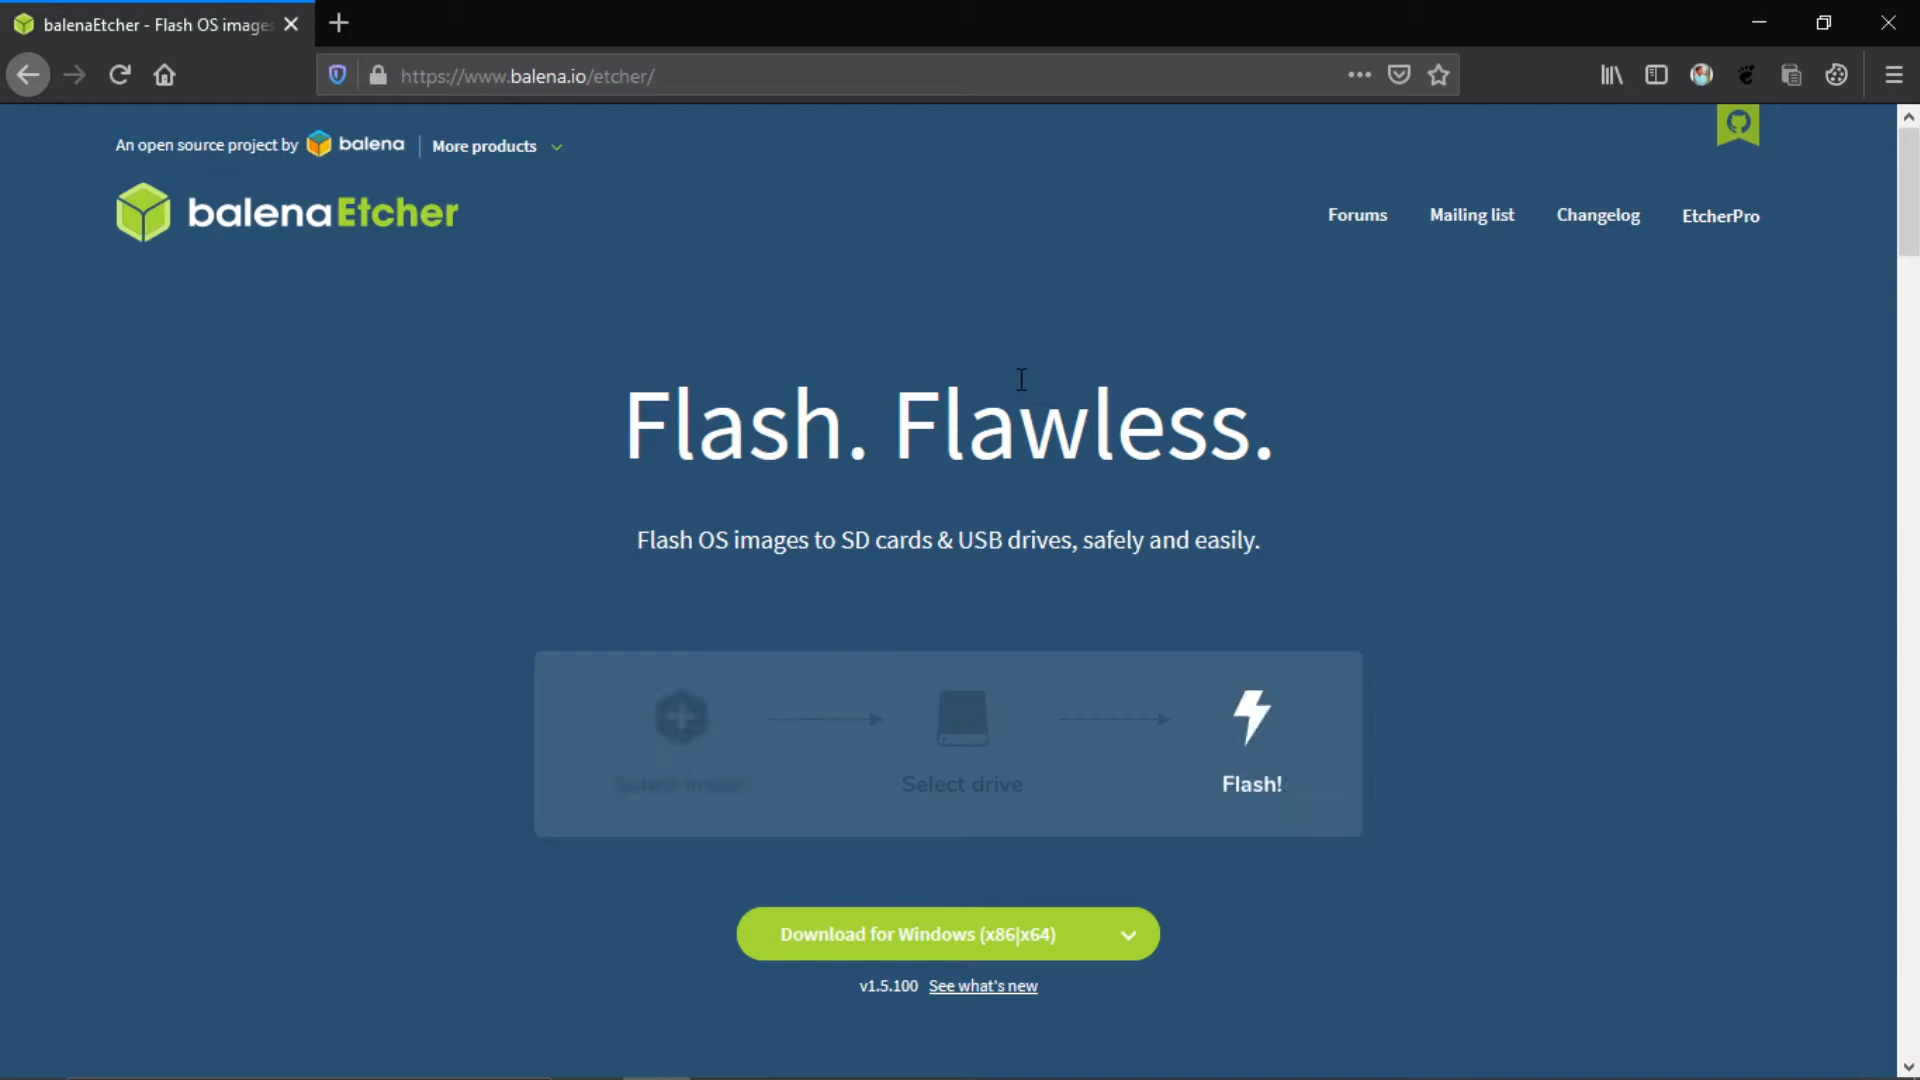 balenaEtcher - Flash OS images
https://www.balena.io/etcher/
An open source project by balena More products
balenaEtcher
Forums Mailing list Changelog EtcherPro
Flash. Flawless.
Flash OS images to SD cards & USB drives, safely and easily.
Select image Select drive Flash!
Download for Windows (x86|x64)
v1.5.100 See what's new